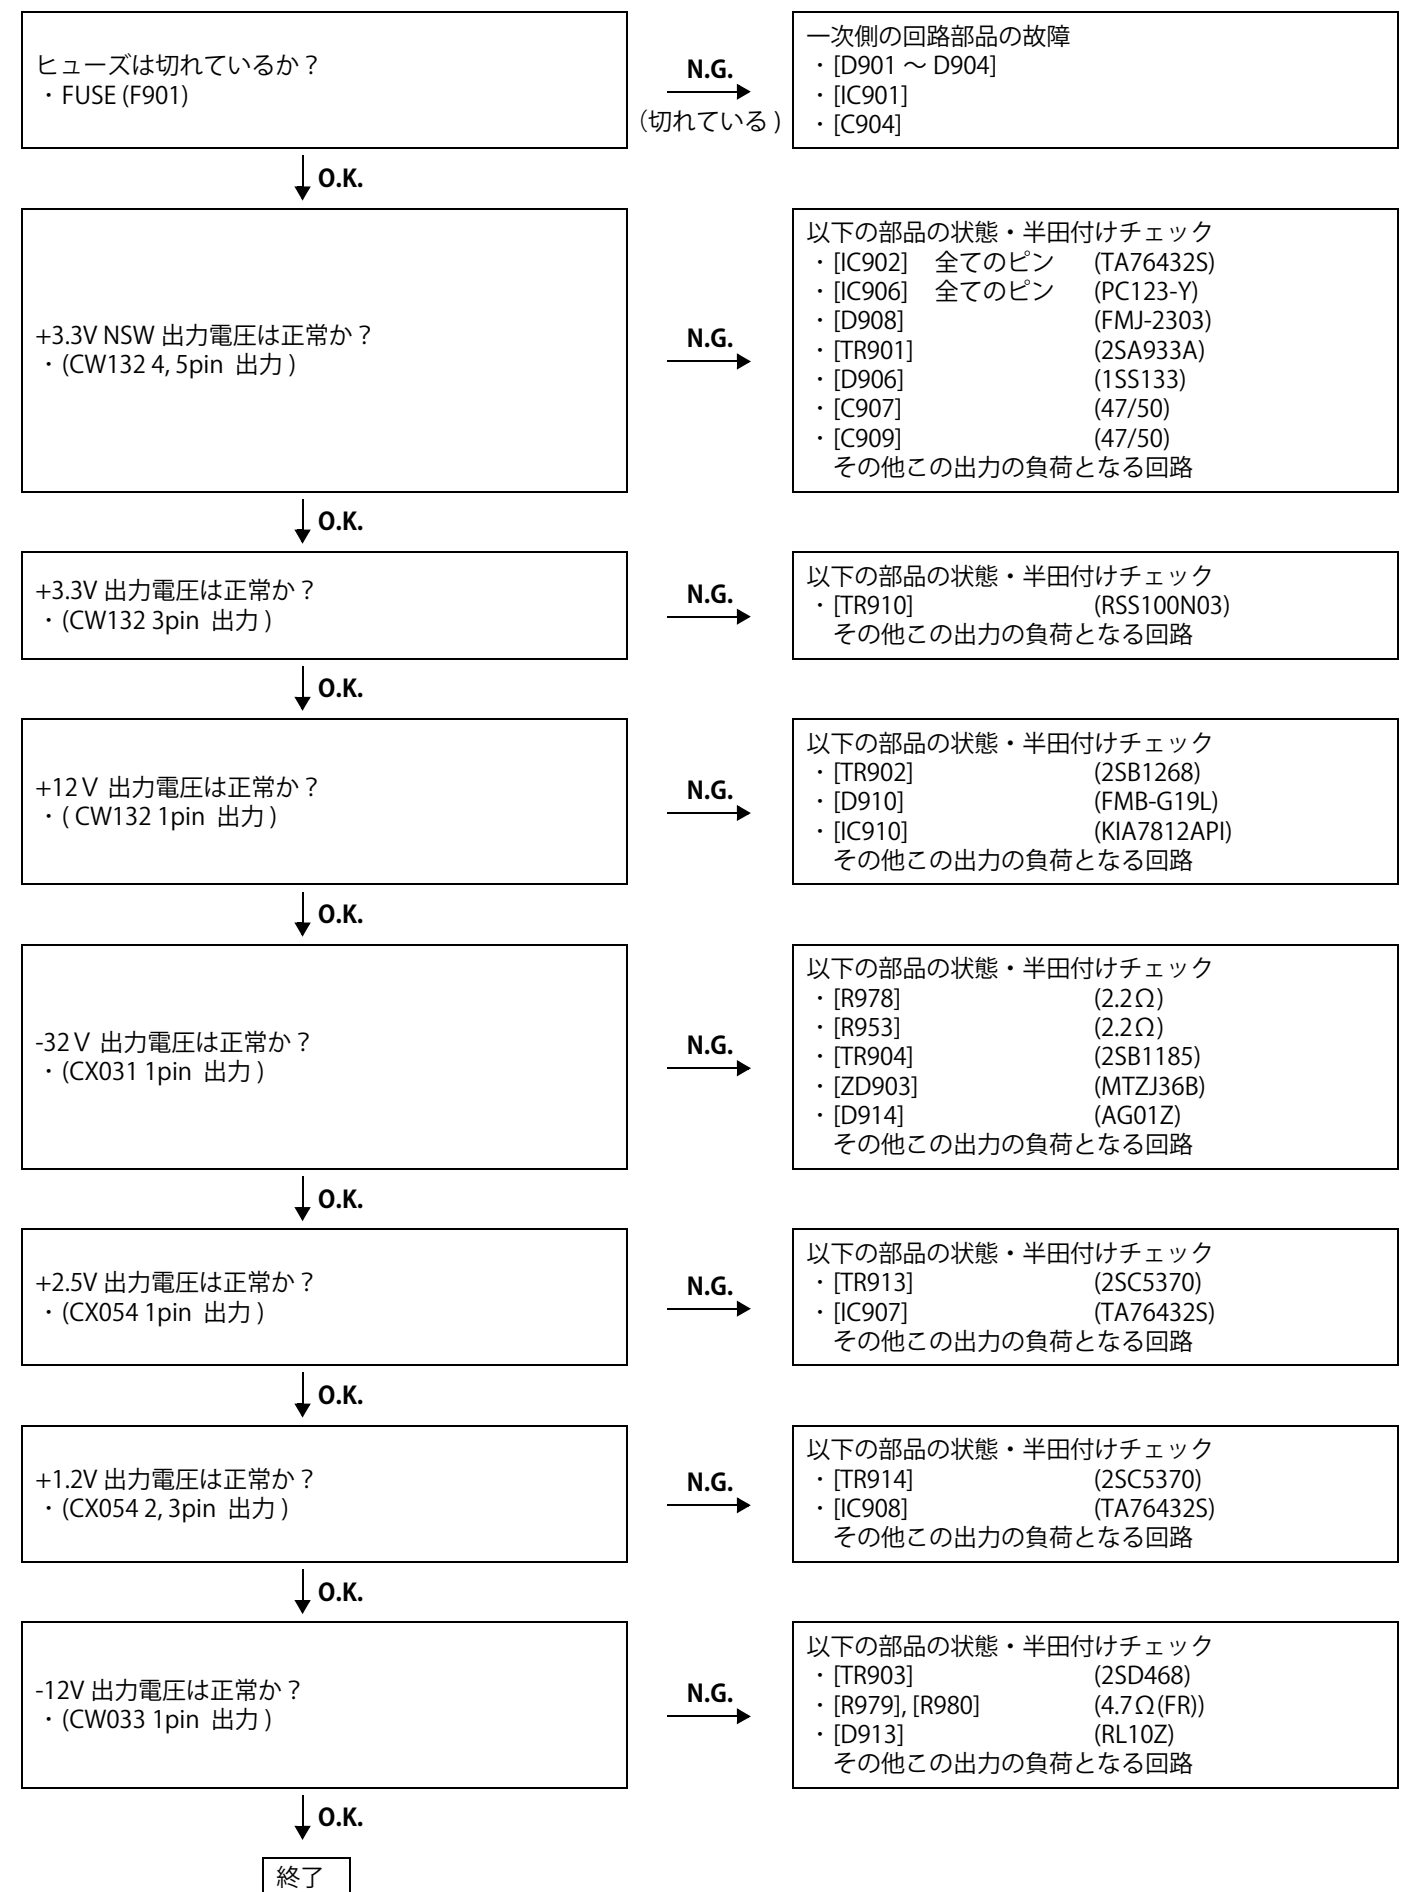 ヒューズは切れているか？
・FUSE (F901)
N.G.
（切れている )
一次側の回路部品の故障
・[D901 ～ D904]
・[IC901]
・[C904]
O.K.
+3.3V NSW 出力電圧は正常か？
・(CW132 4, 5pin 出力 )
N.G.
以下の部品の状態・半田付けチェック
・[IC902] 全てのピン (TA76432S)
・[IC906] 全てのピン (PC123-Y)
・[D908] (FMJ-2303)
・[TR901] (2SA933A)
・[D906] (1SS133)
・[C907] (47/50)
・[C909] (47/50)
その他この出力の負荷となる回路
O.K.
+3.3V 出力電圧は正常か？
・(CW132 3pin 出力 )
N.G.
以下の部品の状態・半田付けチェック
・[TR910] (RSS100N03)
その他この出力の負荷となる回路
O.K.
+12Ｖ 出力電圧は正常か？
・( CW132 1pin 出力 )
N.G.
以下の部品の状態・半田付けチェック
・[TR902] (2SB1268)
・[D910] (FMB-G19L)
・[IC910] (KIA7812API)
その他この出力の負荷となる回路
O.K.
-32Ｖ 出力電圧は正常か？
・(CX031 1pin 出力 )
N.G.
以下の部品の状態・半田付けチェック
・[R978] (2.2Ω)
・[R953] (2.2Ω)
・[TR904] (2SB1185)
・[ZD903] (MTZJ36B)
・[D914] (AG01Z)
その他この出力の負荷となる回路
O.K.
+2.5V 出力電圧は正常か？
・(CX054 1pin 出力 )
N.G.
以下の部品の状態・半田付けチェック
・[TR913] (2SC5370)
・[IC907] (TA76432S)
その他この出力の負荷となる回路
O.K.
+1.2V 出力電圧は正常か？
・(CX054 2, 3pin 出力 )
N.G.
以下の部品の状態・半田付けチェック
・[TR914] (2SC5370)
・[IC908] (TA76432S)
その他この出力の負荷となる回路
O.K.
-12V 出力電圧は正常か？
・(CW033 1pin 出力 )
N.G.
以下の部品の状態・半田付けチェック
・[TR903] (2SD468)
・[R979], [R980] (4.7Ω(FR))
・[D913] (RL10Z)
その他この出力の負荷となる回路
O.K.
終了